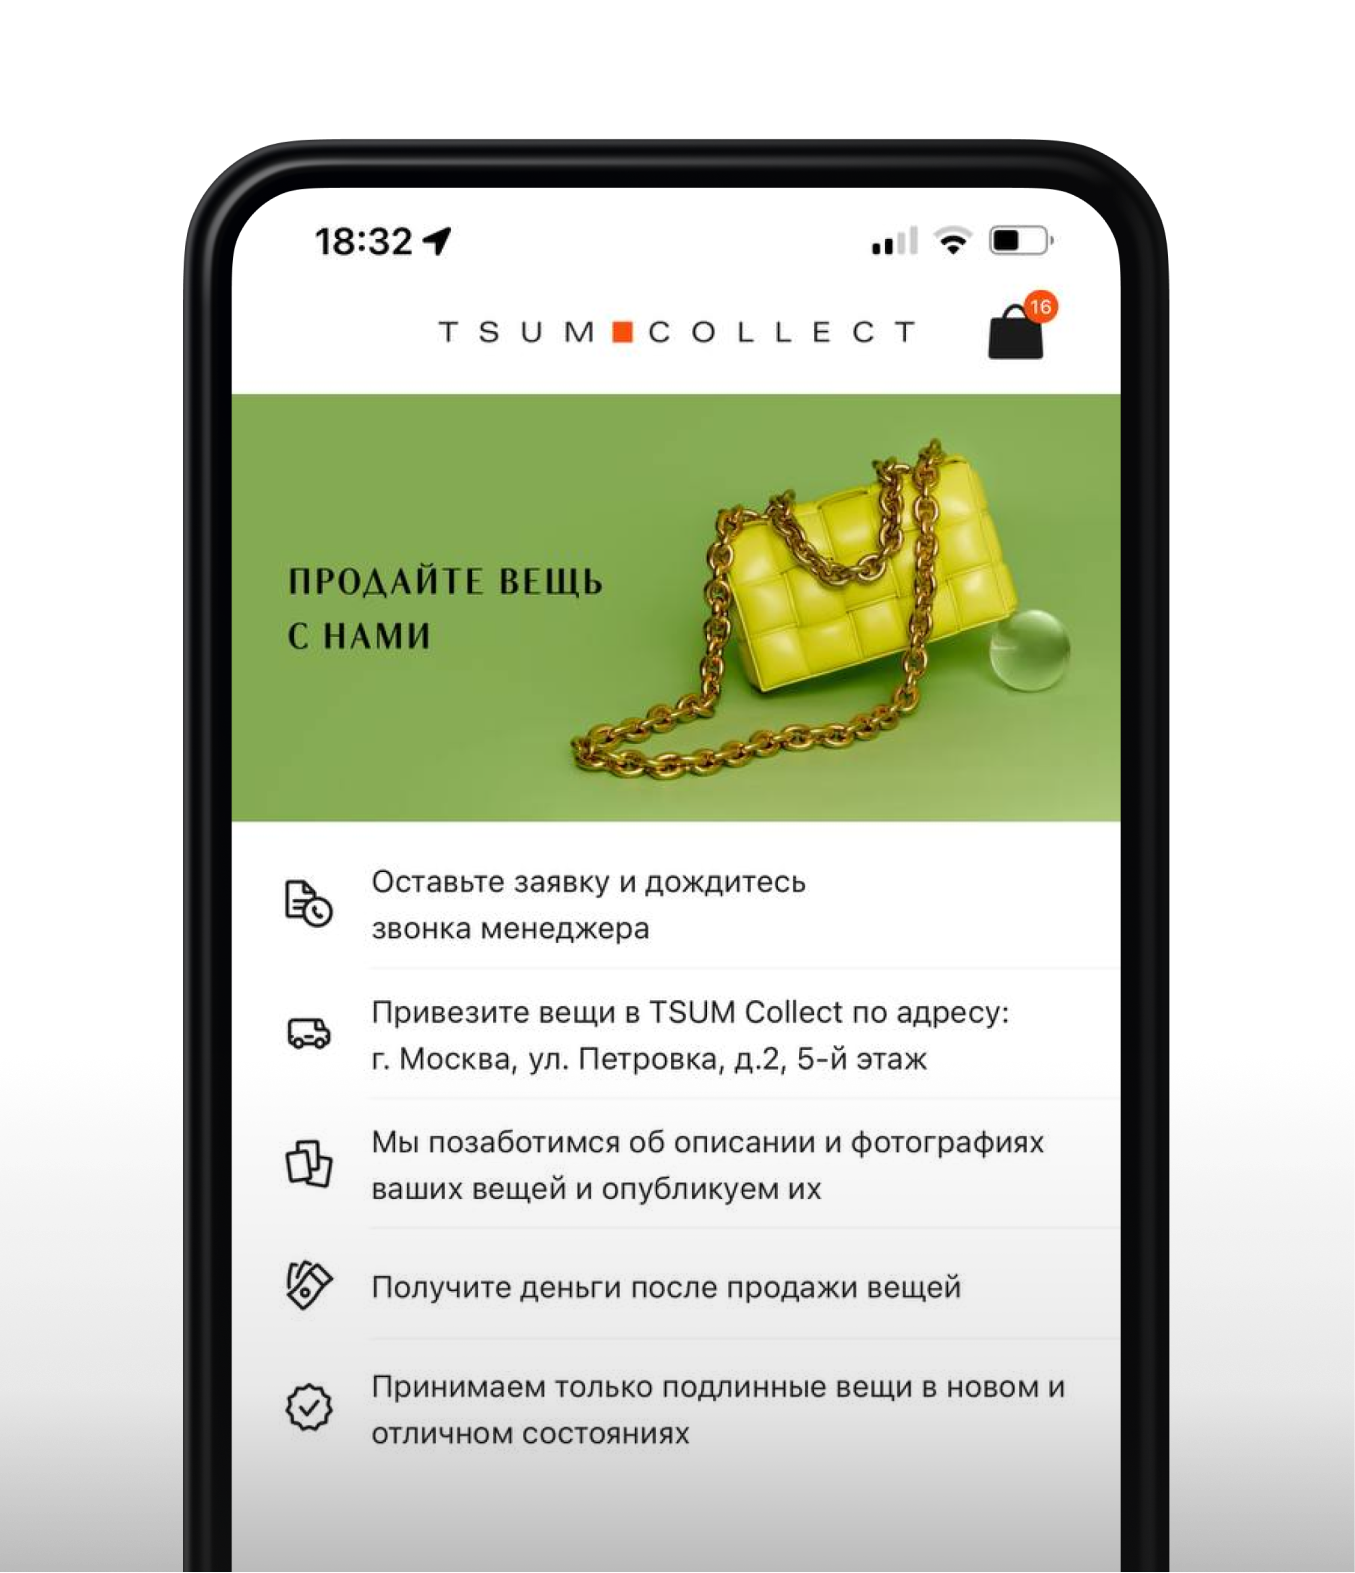 18:32
TSUM COLLECT
16
ПРОДАЙТЕ ВЕЩЬ
С НАМИ
Оставьте заявку и дождитесь
звонка менеджера
Привезите вещи в TSUM Collect по адресу:
г. Москва, ул. Петровка, д.2, 5-й этаж
Мы позаботимся об описании и фотографиях
ваших вещей и опубликуем их
Получите деньги после продажи вещей
Принимаем только подлинные вещи в новом и
отличном состояниях